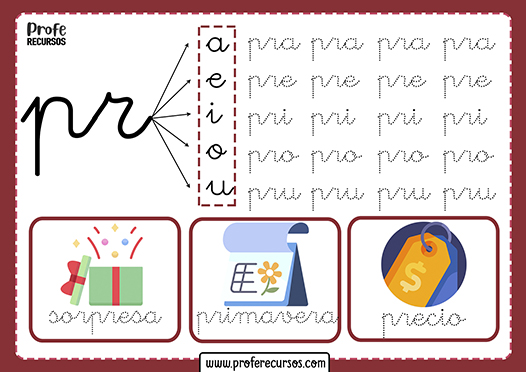 Profe
RECURSOS
pr
a pra pra pra pra
e pre pre pre pre
i pri pri pri pri
o pro pro pro pro
u pru pru pru pru
sorpresa primavera precio
$
www.proferecursos.com